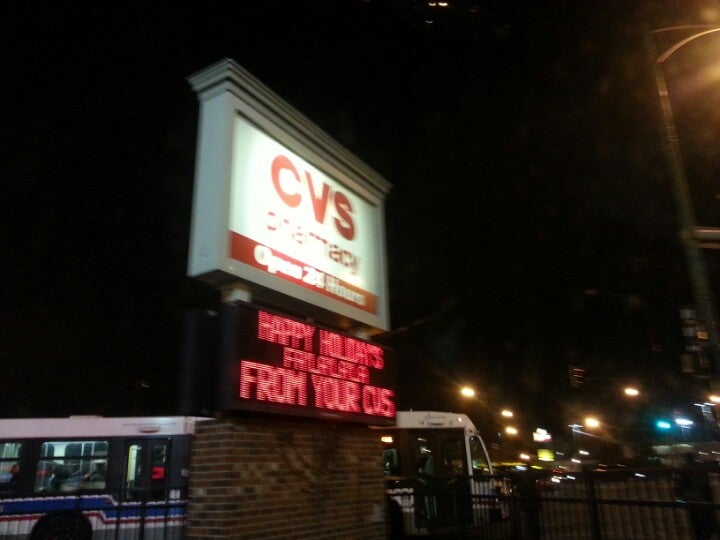 CVS
pharmacy
Open 24 Hours
HAPPY HOLIDAYS
FROM YOUR CVS